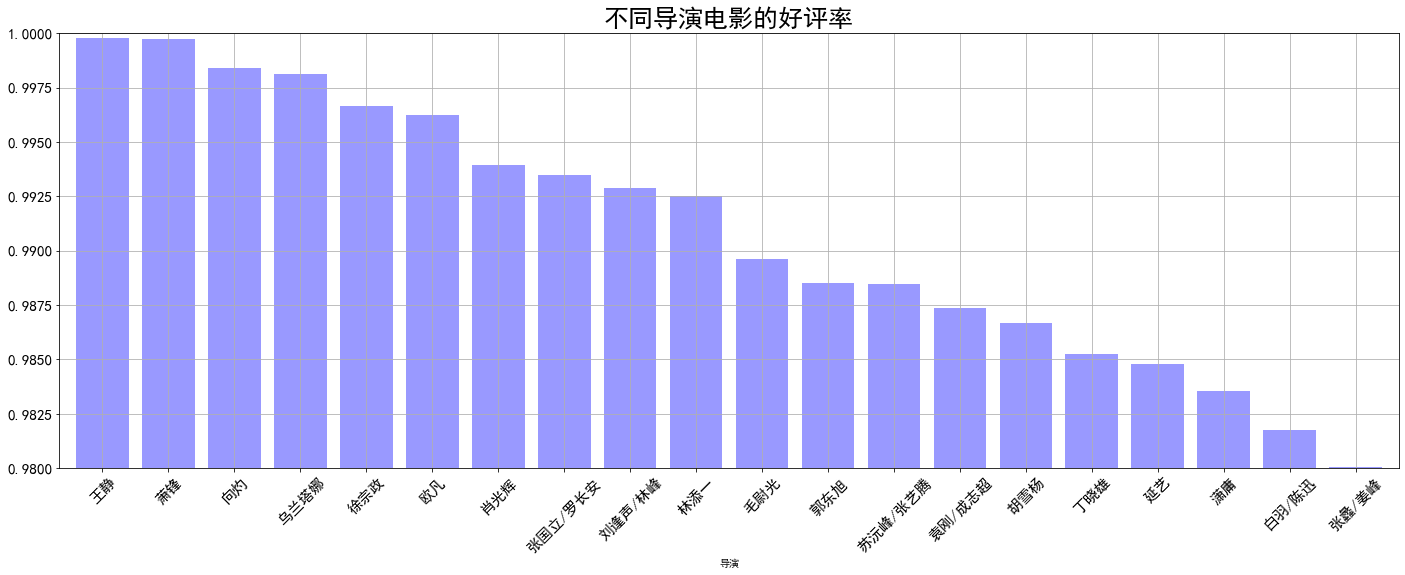 不同导演电影的好评率
1.0000
0.9975
0.9950
0.9925
0.9900
0.9875
0.9850
0.9825
0.9800
王静
萧锋
向灼
乌兰塔娜
徐宗政
欧凡
肖光辉
张国立/罗长安
刘逢声/林峰
林添一
毛尉光
郭东旭
苏沅峰/张艺腾
袁刚/成志超
胡雪杨
丁晓雄
延艺
潇庸
白羽/陈迅
张蠡/姜峰
导演